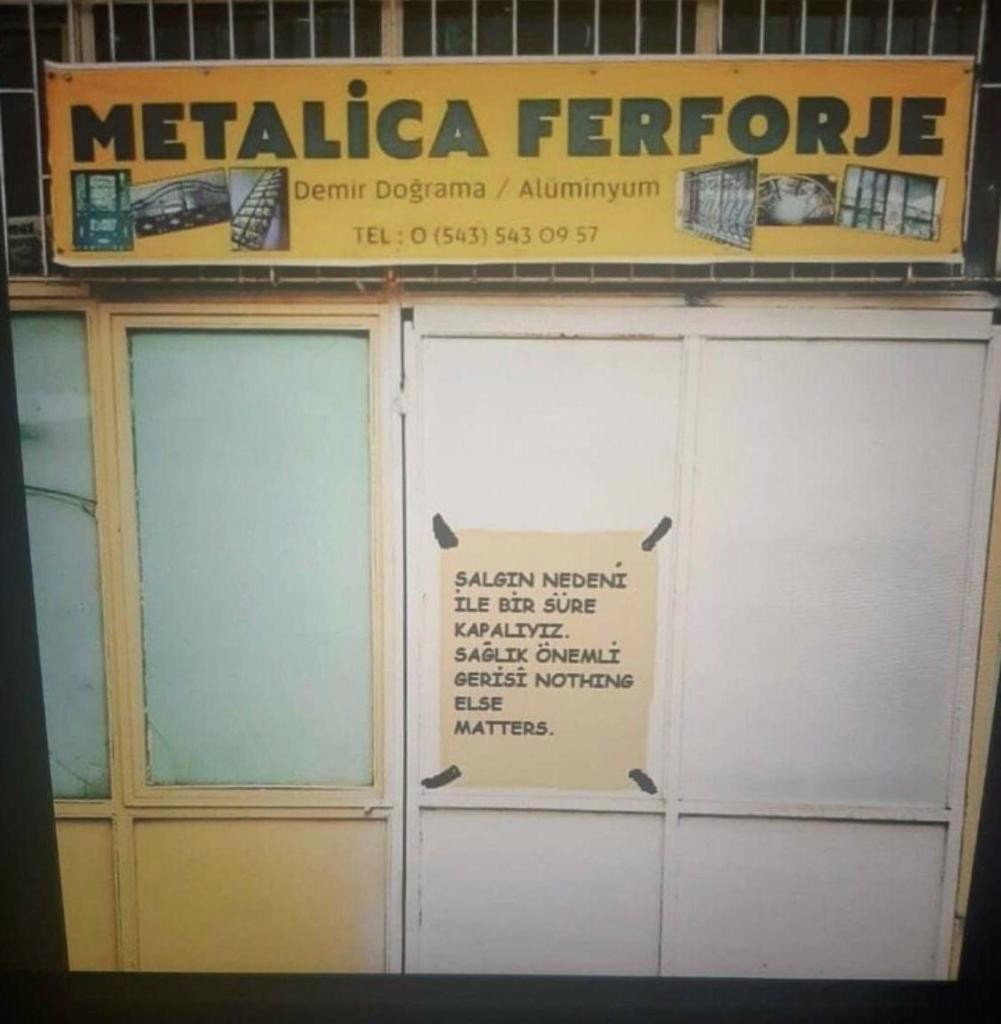 METALİCA FERFORJE
Demir Doğrama / Alüminyum
TEL : 0 (543) 543 09 57
SALGIN NEDENİ
İLE BİR SÜRE
KAPALIYIZ.
SAĞLIK ÖNEMLİ
GERİSİ NOTHING
ELSE
MATTERS.